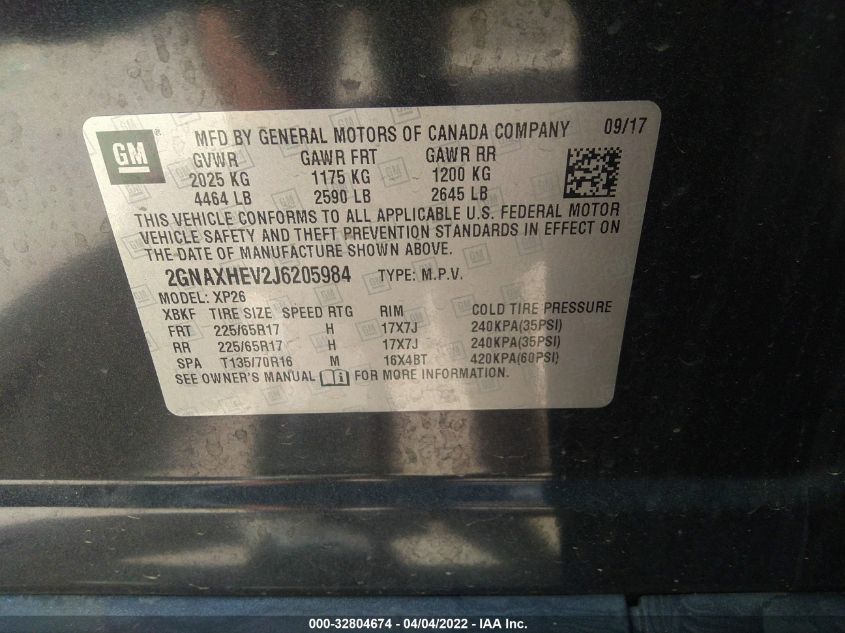 GM ® MFD BY GENERAL MOTORS OF CANADA COMPANY 09/17
GVWR GAWR FRT GAWR RR
2025 KG 1175 KG 1200 KG
4464 LB 2590 LB 2645 LB
THIS VEHICLE CONFORMS TO ALL APPLICABLE U.S. FEDERAL MOTOR
VEHICLE SAFETY AND THEFT PREVENTION STANDARDS IN EFFECT ON
THE DATE OF MANUFACTURE SHOWN ABOVE.
2GNAXHEV2J6205984 TYPE: M.P.V.
MODEL: XP26
XBKF TIRE SIZE SPEED RTG RIM COLD TIRE PRESSURE
FRT 225/65R17 H 17X7J 240KPA(35PSI)
RR 225/65R17 H 17X7J 240KPA(35PSI)
SPA T135/70R16 M 16X4BT 420KPA(60PSI)
SEE OWNER'S MANUAL FOR MORE INFORMATION.
000-32804674 - 04/04/2022 - IAA Inc.